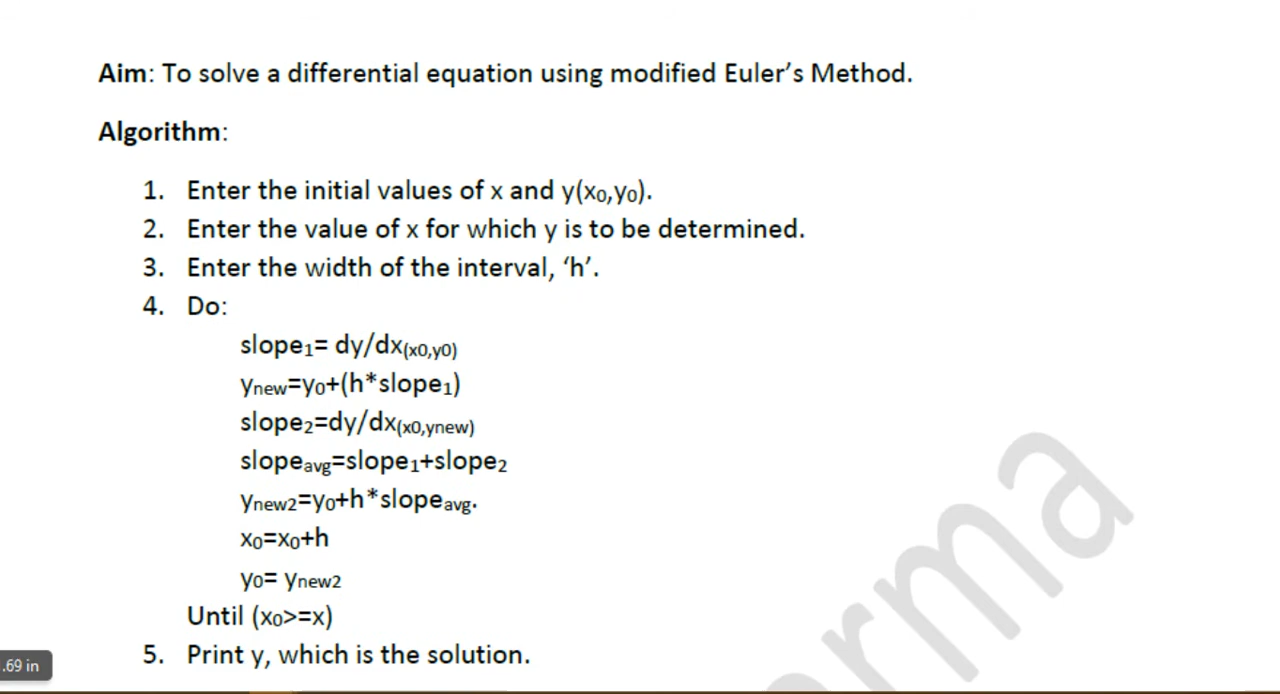 Aim: To solve a differential equation using modified Euler's Method.
Algorithm:
1. Enter the initial values of x and y(x0,y0).
2. Enter the value of x for which y is to be determined.
3. Enter the width of the interval, 'h'.
4. Do:
slope1= dy/dx(x0,y0)
ynew=y0+(h*slope1)
slope2=dy/dx(x0,ynew)
slopeavg=slope1+slope2
ynew2=y0+h*slopeavg.
x0=x0+h
y0= ynew2
Until (x0>=x)
5. Print y, which is the solution.
.69 in